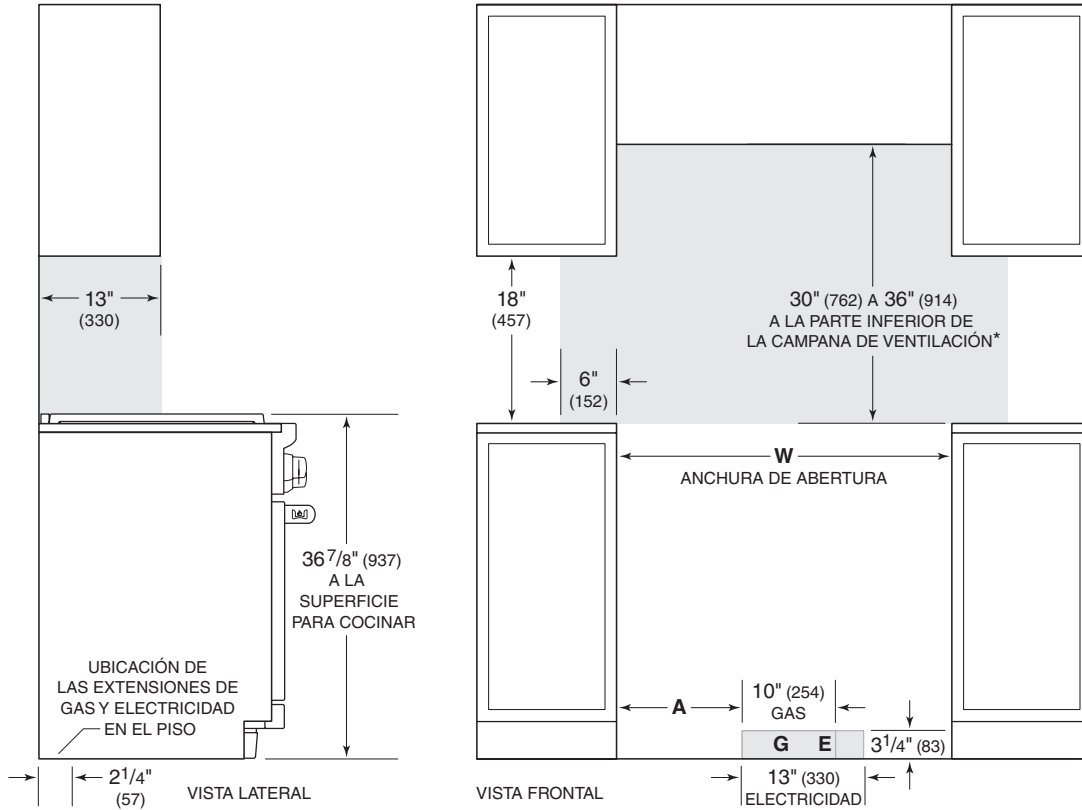 13"
(330)
36 7/8" (937)
A LA
SUPERFICIE
PARA COCINAR
UBICACIÓN DE
LAS EXTENSIONES DE
GAS Y ELECTRICIDAD
EN EL PISO
2 1/4"
(57)
VISTA LATERAL
18"
(457)
30" (762) A 36" (914)
A LA PARTE INFERIOR DE
LA CAMPANA DE VENTILACIÓN*
6"
(152)
W
ANCHURA DE ABERTURA
A
10" (254)
GAS
G E
3 1/4" (83)
13" (330)
ELECTRICIDAD
VISTA FRONTAL